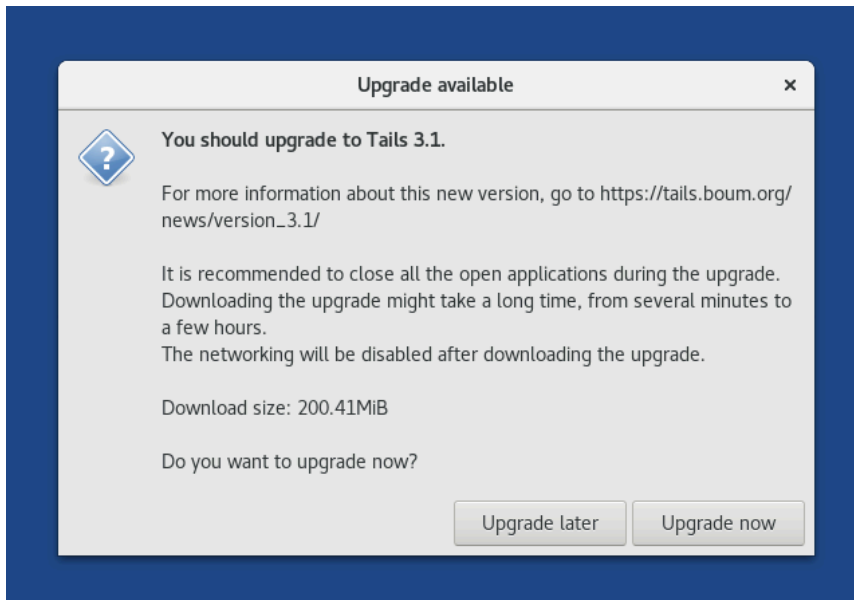 Upgrade available
You should upgrade to Tails 3.1.
For more information about this new version, go to https://tails.boum.org/
news/version_3.1/
It is recommended to close all the open applications during the upgrade.
Downloading the upgrade might take a long time, from several minutes to
a few hours.
The networking will be disabled after downloading the upgrade.
Download size: 200.41MiB
Do you want to upgrade now?
Upgrade later
Upgrade now